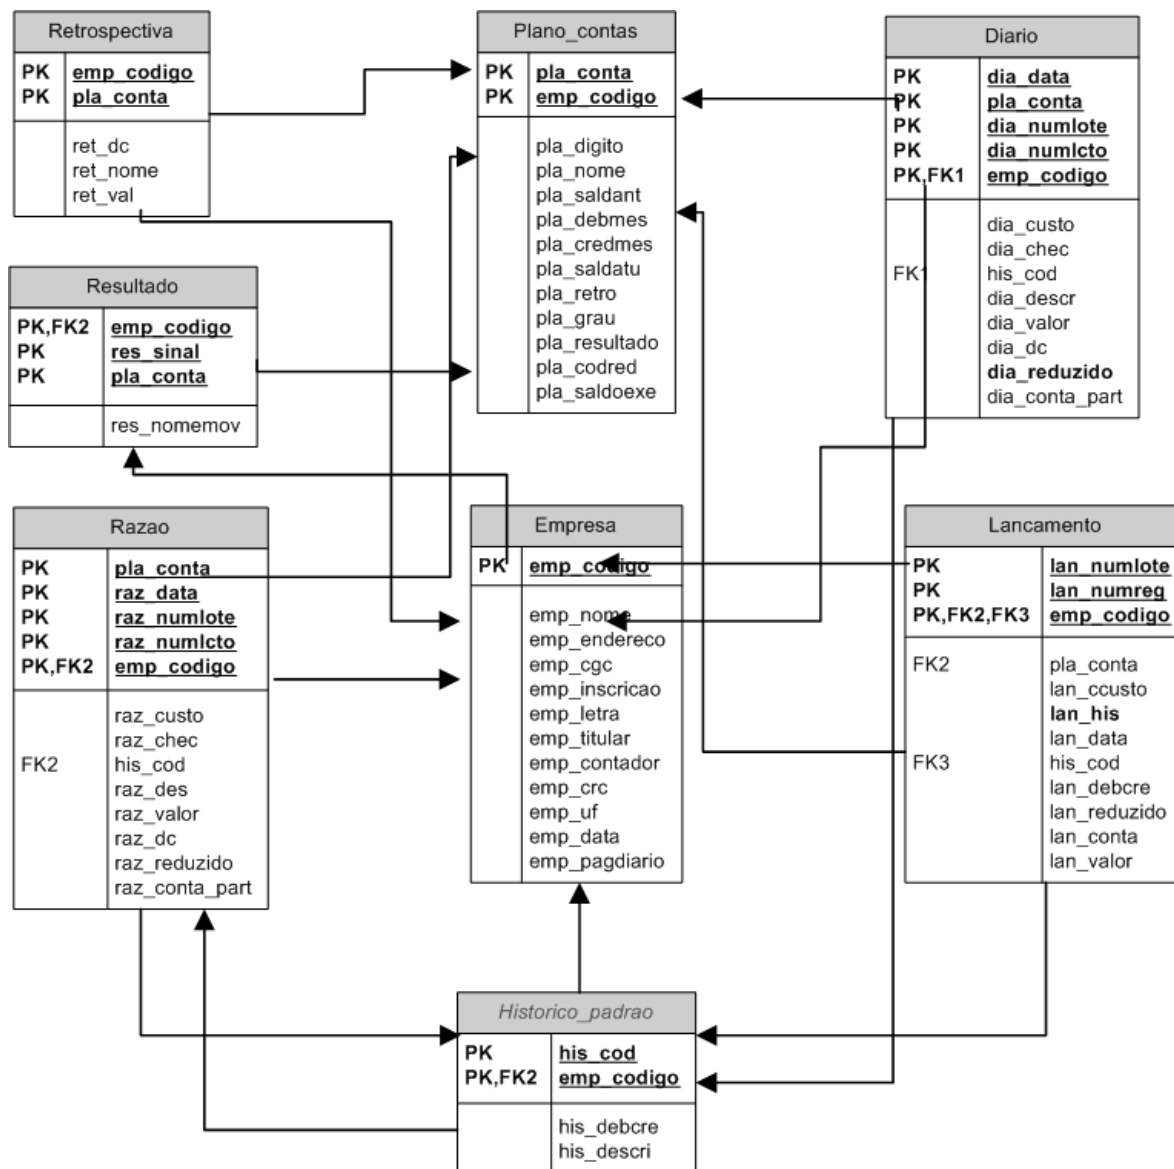 Retrospectiva
PK emp_codigo
PK pla_conta
ret_dc
ret_nome
ret_val
Plano_contas
PK pla_conta
PK emp_codigo
pla_digito
pla_nome
pla_saldant
pla_debmes
pla_credmes
pla_saldatu
pla_retro
pla_grau
pla_resultado
pla_codred
pla_saldoexe
Diario
PK dia_data
PK pla_conta
PK dia_numlote
PK dia_numlcto
PK,FK1 emp_codigo
dia_custo
dia_chec
FK1 his_cod
dia_descr
dia_valor
dia_dc
dia_reduzido
dia_conta_part
Resultado
PK,FK2 emp_codigo
PK res_sinal
PK pla_conta
res_nomemov
Razao
PK pla_conta
PK raz_data
PK raz_numlote
PK raz_numlcto
PK,FK2 emp_codigo
raz_custo
raz_chec
FK2 his_cod
raz_des
raz_valor
raz_dc
raz_reduzido
raz_conta_part
Empresa
PK emp_codigo
emp_nome
emp_endereco
emp_cgc
emp_inscricao
emp_letra
emp_titular
emp_contador
emp_crc
emp_uf
emp_data
emp_pagdiario
Lancamento
PK lan_numlote
PK lan_numreg
PK,FK2,FK3 emp_codigo
FK2 pla_conta
lan_ccusto
lan_his
lan_data
FK3 his_cod
lan_debcre
lan_reduzido
lan_conta
lan_valor
Historico_padrao
PK his_cod
PK,FK2 emp_codigo
his_debcre
his_descri